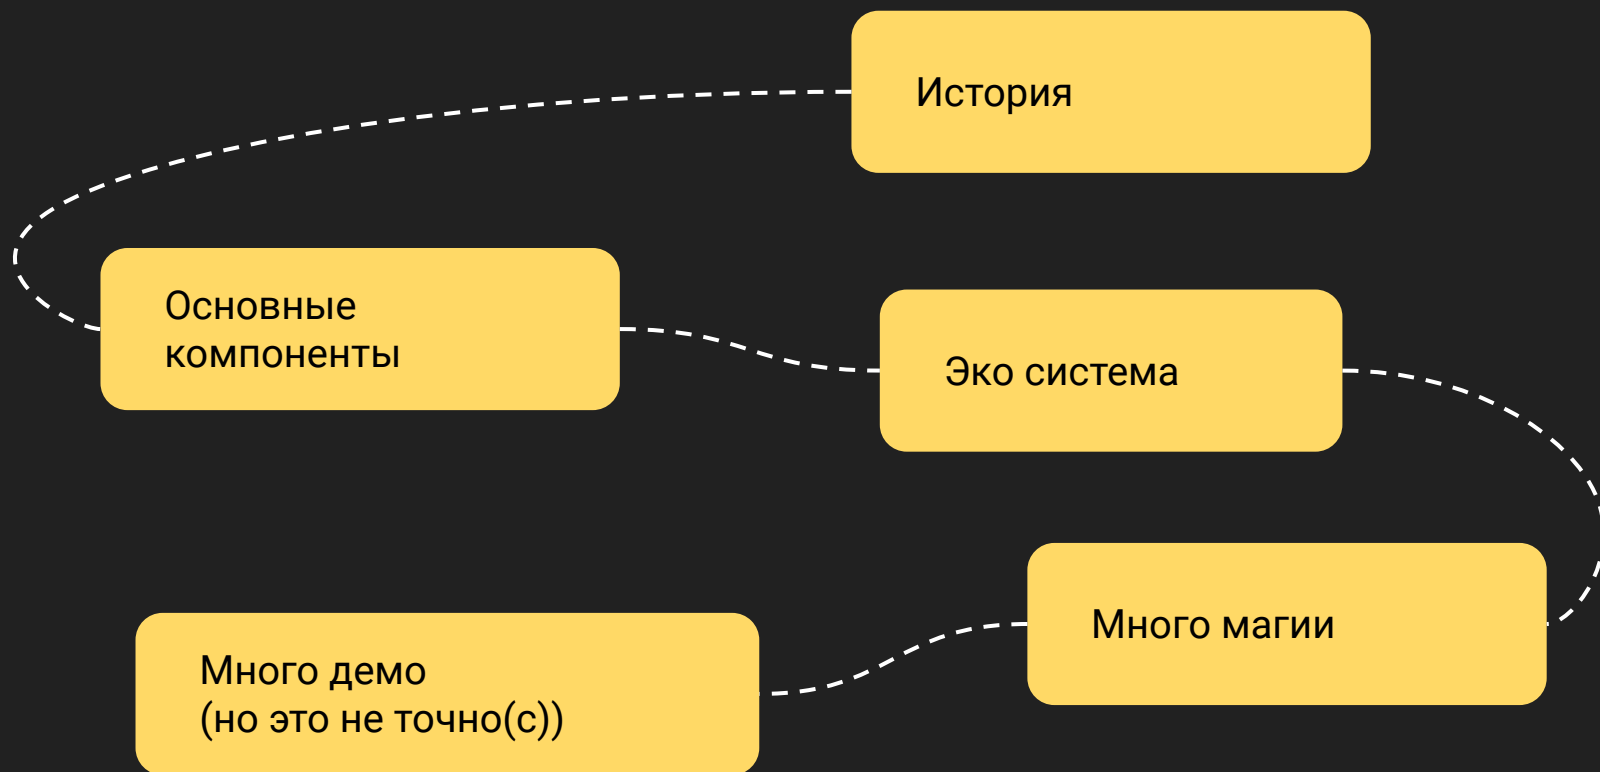 История
Основные
компоненты
Эко система
Много магии
Много демо
(но это не точно(с))